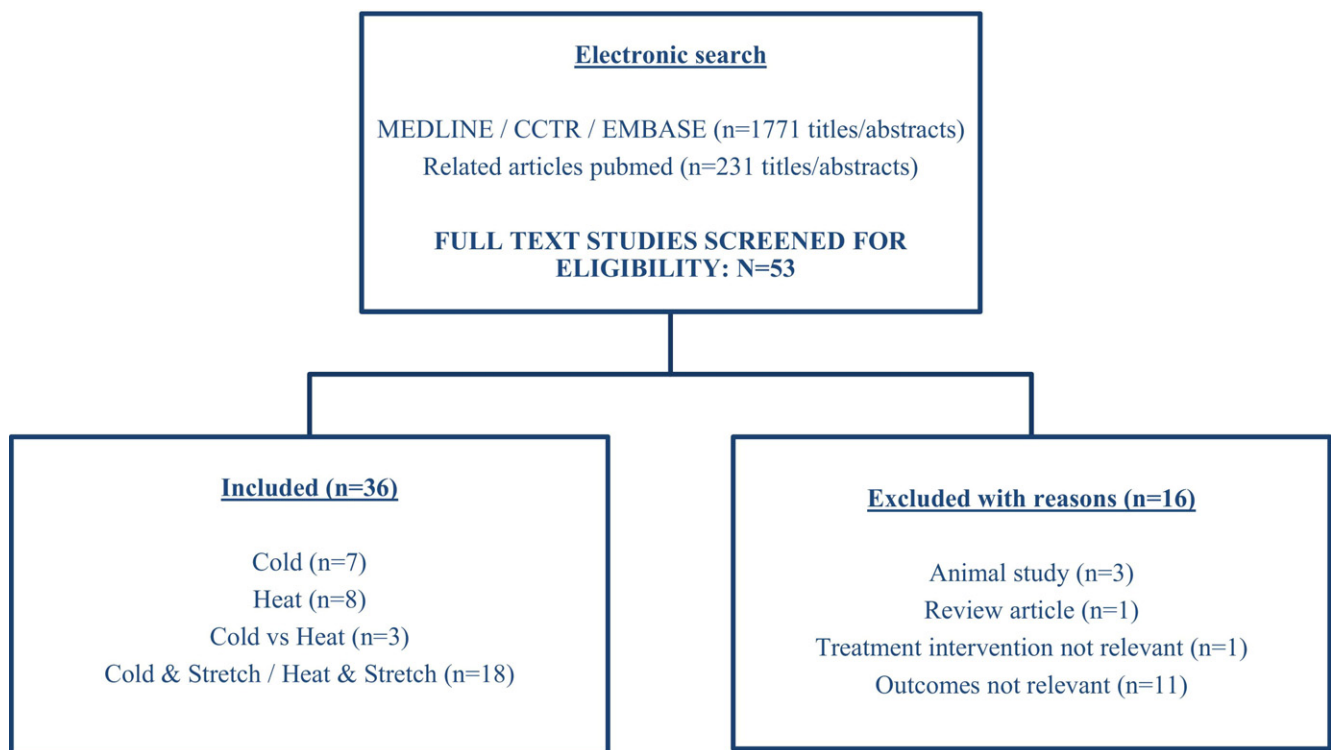 Electronic search
MEDLINE / CCTR / EMBASE (n=1771 titles/abstracts)
Related articles pubmed (n=231 titles/abstracts)
FULL TEXT STUDIES SCREENED FOR
ELIGIBILITY: N=53
Included (n=36)
Cold (n=7)
Heat (n=8)
Cold vs Heat (n=3)
Cold & Stretch / Heat & Stretch (n=18)
Excluded with reasons (n=16)
Animal study (n=3)
Review article (n=1)
Treatment intervention not relevant (n=1)
Outcomes not relevant (n=11)